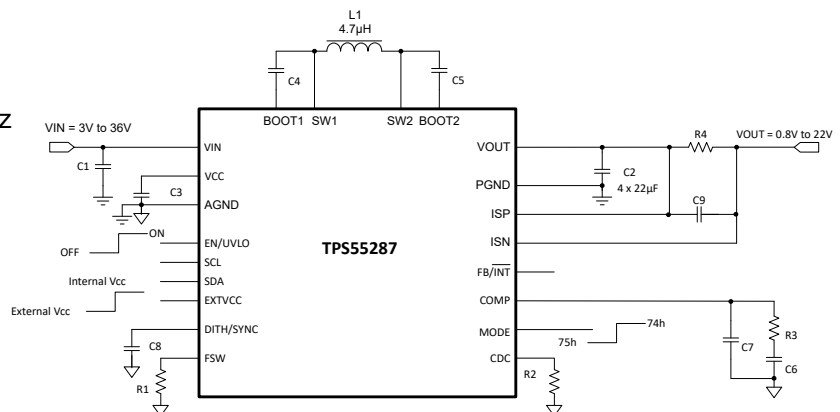 L1
4.7µH
C4
C5
BOOT1 SW1
SW2 BOOT2
z
VIN = 3V to 36V
VIN
VOUT
R4
VOUT = 0.8V to 22V
C1
C2
4 x 22µF
VCC
PGND
C3
AGND
ISP
C9
ON
OFF
EN/UVLO
TPS55287
ISN
SCL
FB/INT
Internal Vcc
SDA
External Vcc
EXTVCC
COMP
DITH/SYNC
MODE
75h
74h
C7
R3
C8
C6
FSW
CDC
R1
R2